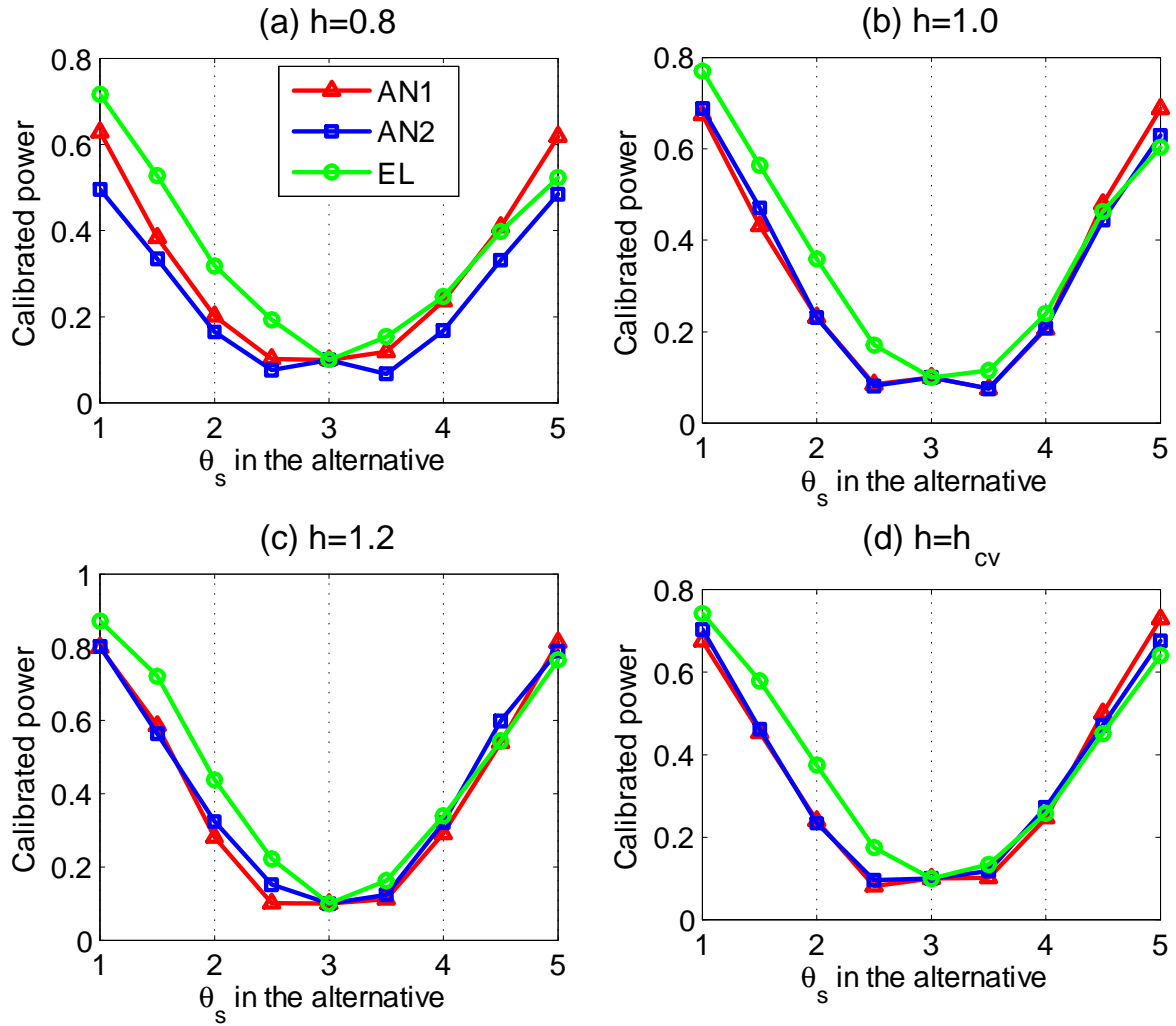 (a) h=0.8
Calibrated power
0.8
0.6
0.4
0.2
0
1 2 3 4 5
θs in the alternative
AN1
AN2
EL
(b) h=1.0
Calibrated power
0.8
0.6
0.4
0.2
0
1 2 3 4 5
θs in the alternative
(c) h=1.2
Calibrated power
1
0.8
0.6
0.4
0.2
0
1 2 3 4 5
θs in the alternative
(d) h=hcv
Calibrated power
0.8
0.6
0.4
0.2
0
1 2 3 4 5
θs in the alternative